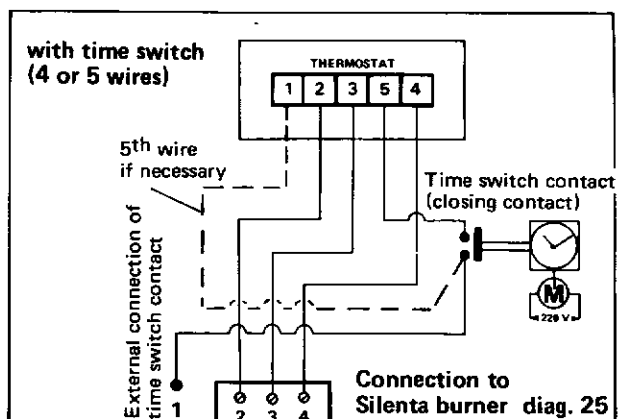 with time switch
(4 or 5 wires)
THERMOSTAT
1 2 3 5 4
5th wire
if necessary
Time switch contact
(closing contact)
M
220 V
External connection of
time switch contact
1
2 3 4
Connection to
Silenta burner diag. 25